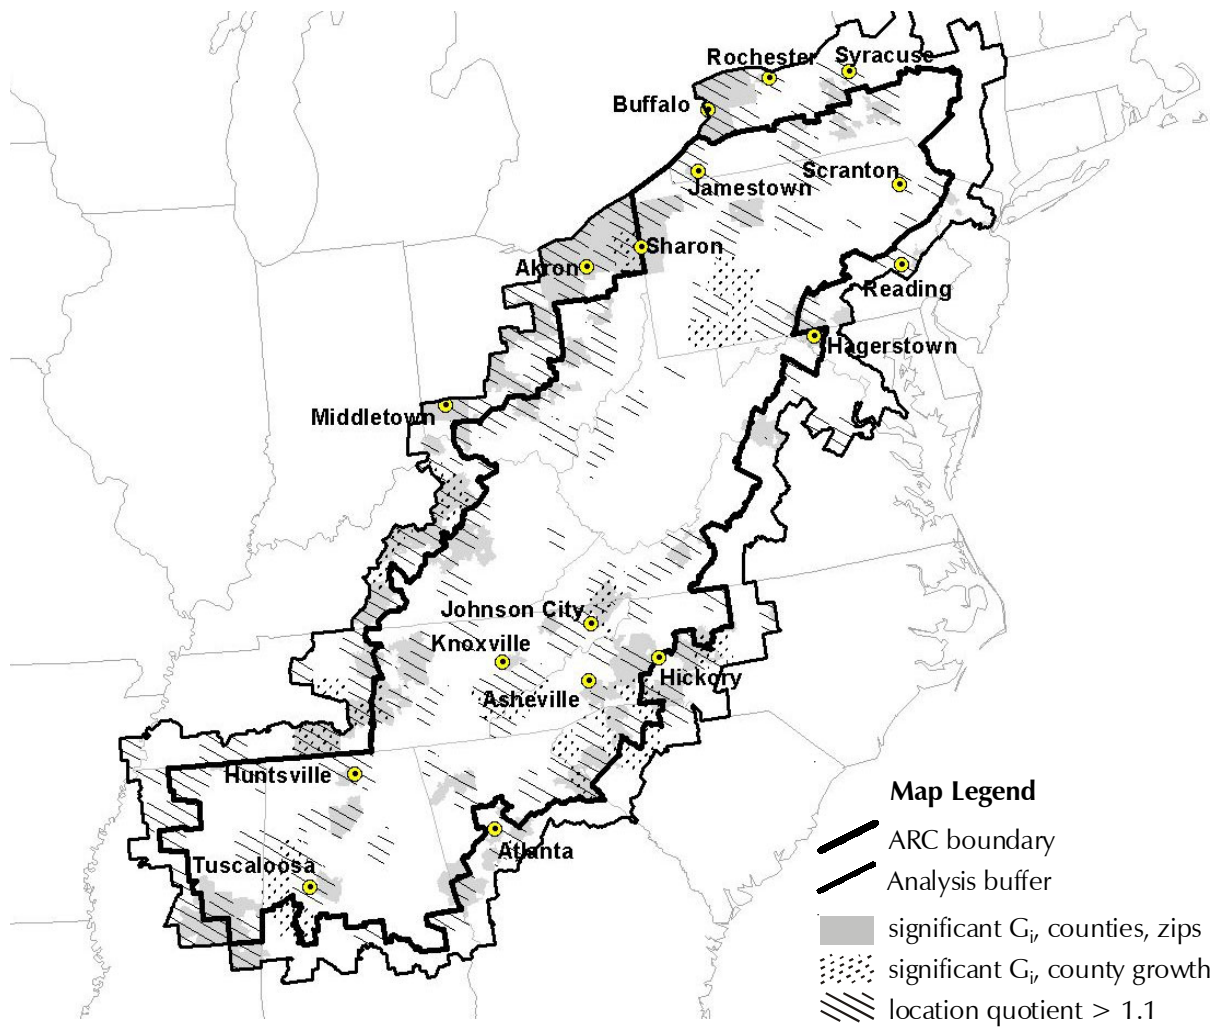 Rochester
Syracuse
Buffalo
Scranton
Jamestown
Sharon
Akron
Reading
Hagerstown
Middletown
Johnson City
Knoxville
Hickory
Asheville
Huntsville
Atlanta
Tuscaloosa
Map Legend
ARC boundary
Analysis buffer
significant Gi, counties, zips
significant Gi, county growth
location quotient > 1.1